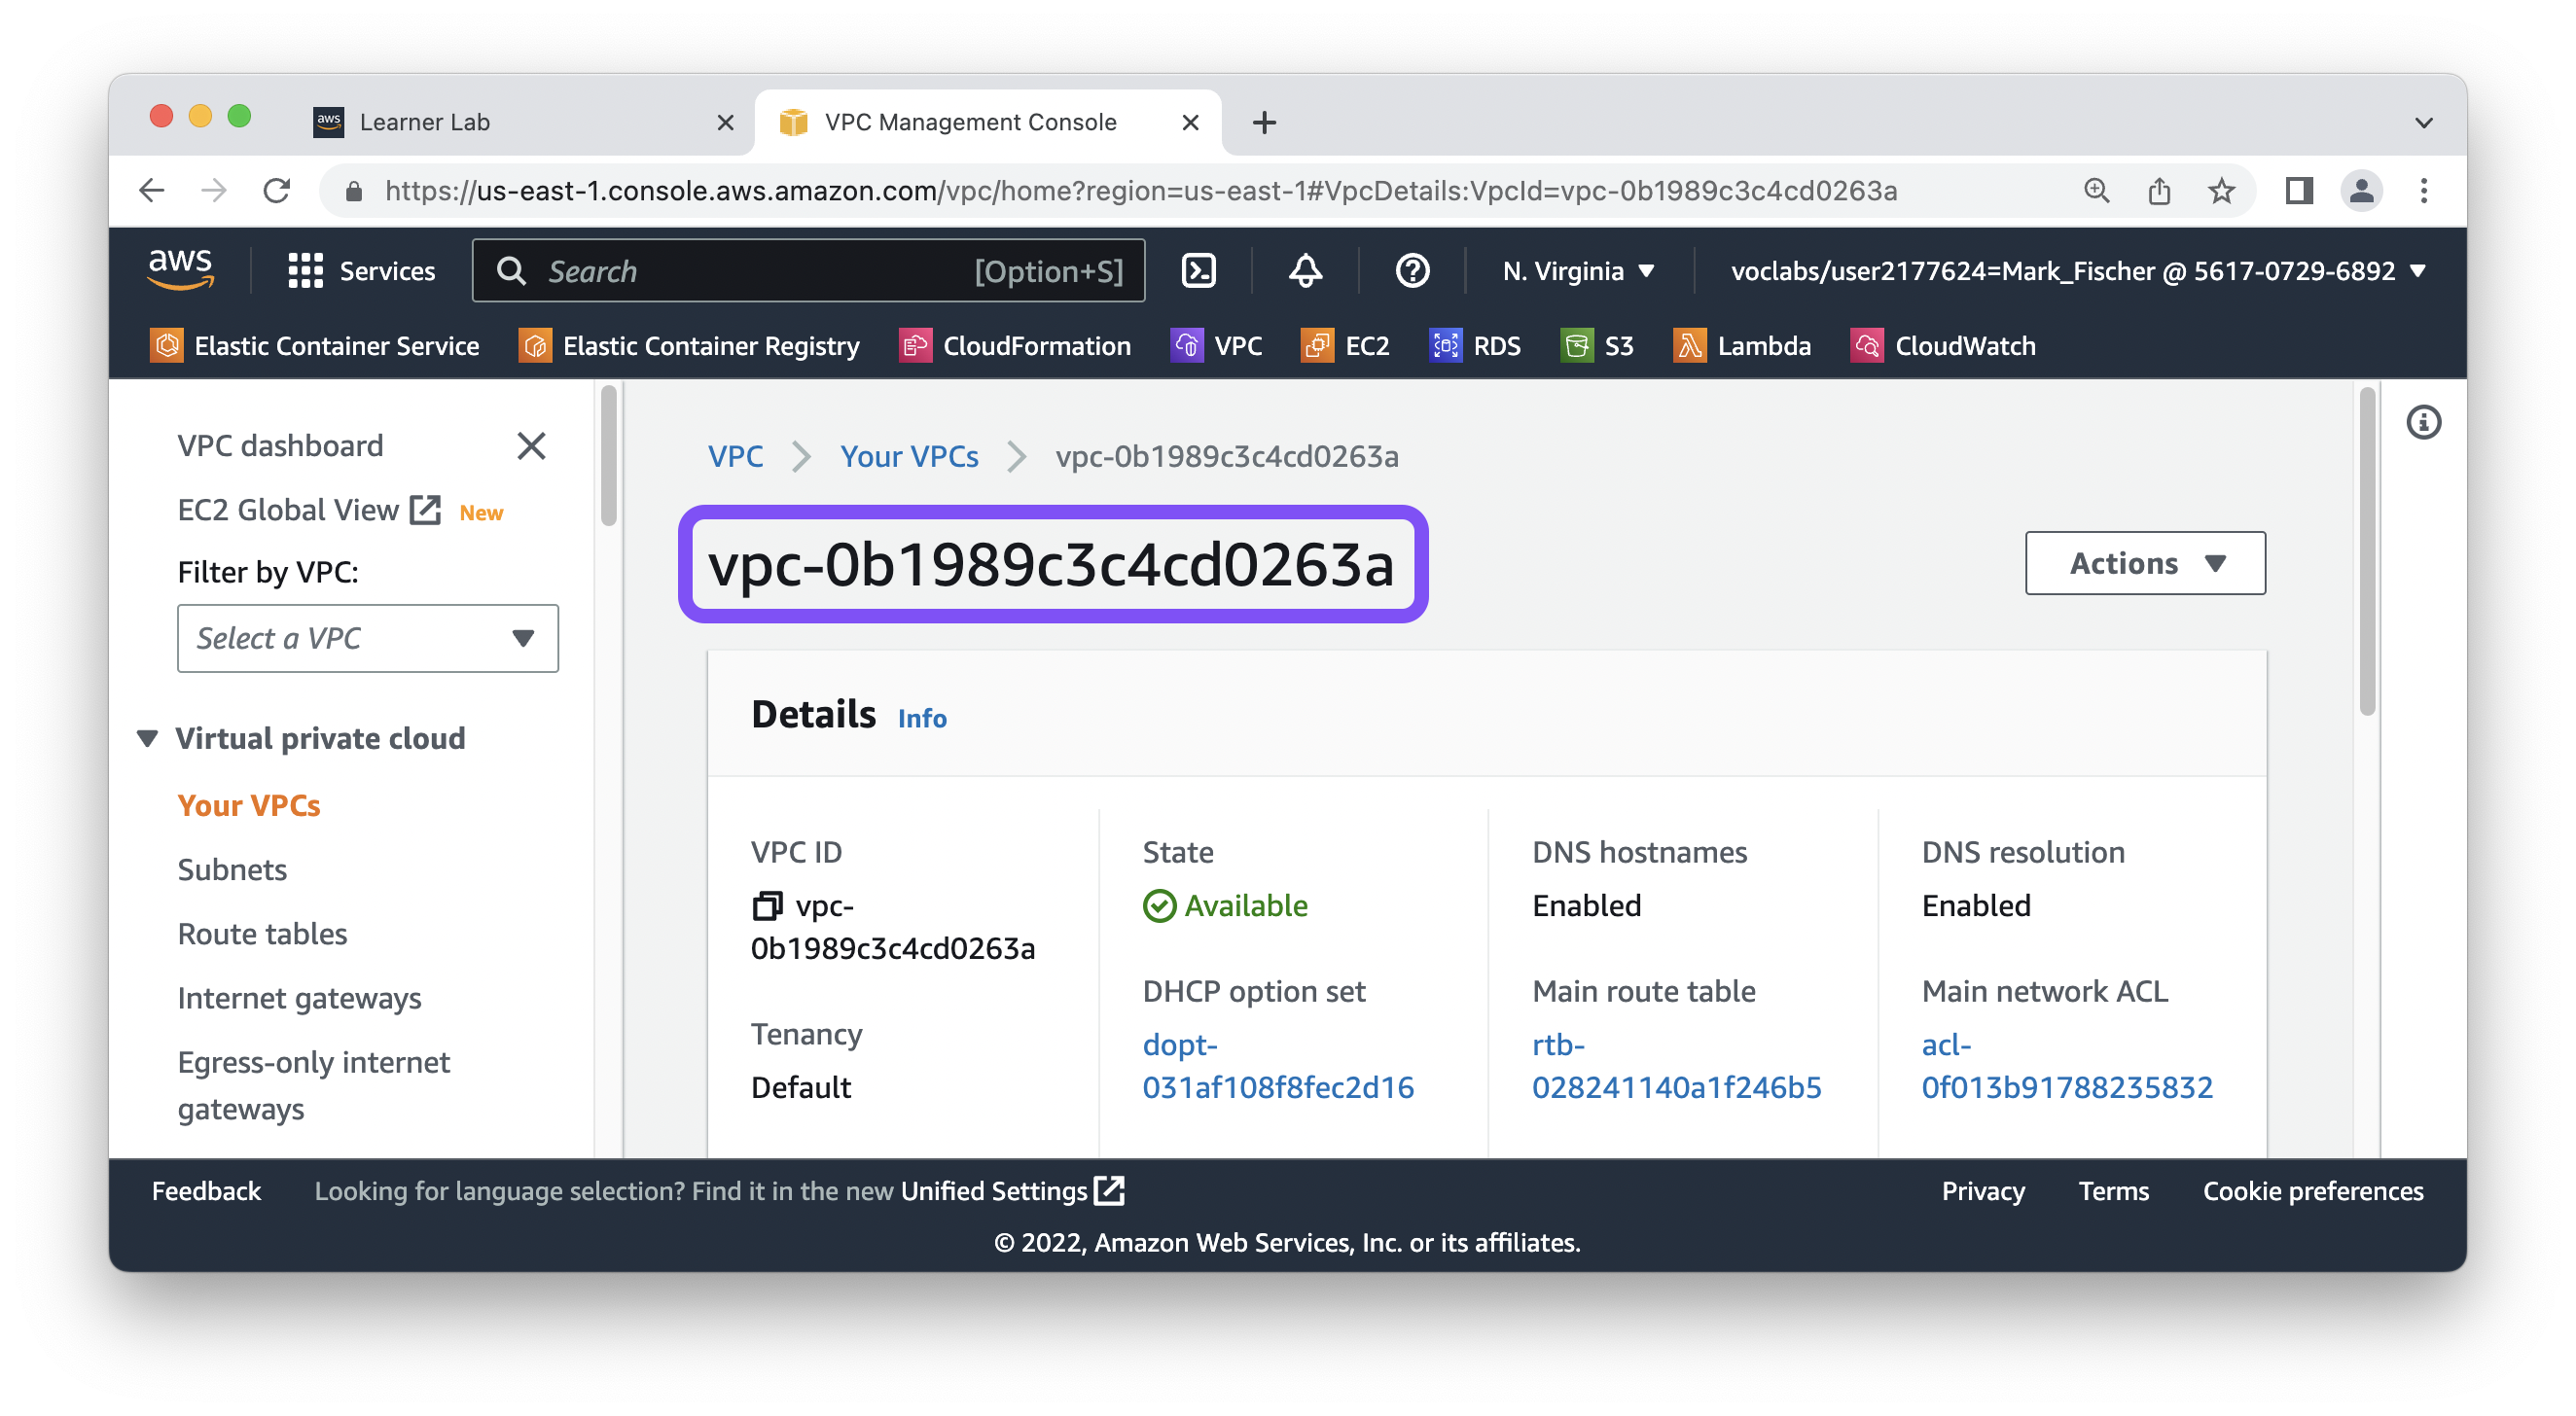 aws Learner Lab
VPC Management Console
https://us-east-1.console.aws.amazon.com/vpc/home?region=us-east-1#VpcDetails:VpcId=vpc-0b1989c3c4cd0263a
aws
Services
Search
[Option+S]
N. Virginia
voclabs/user2177624=Mark_Fischer @ 5617-0729-6892
Elastic Container Service
Elastic Container Registry
CloudFormation
VPC
EC2
RDS
S3
Lambda
CloudWatch
VPC dashboard
EC2 Global View New
Filter by VPC:
Select a VPC
Virtual private cloud
Your VPCs
Subnets
Route tables
Internet gateways
Egress-only internet
gateways
VPC > Your VPCs > vpc-0b1989c3c4cd0263a
vpc-0b1989c3c4cd0263a
Actions
Details Info
VPC ID
vpc-
0b1989c3c4cd0263a
State
Available
DNS hostnames
Enabled
DNS resolution
Enabled
Tenancy
Default
DHCP option set
dopt-
031af108f8fec2d16
Main route table
rtb-
028241140a1f246b5
Main network ACL
acl-
0f013b91788235832
Feedback
Looking for language selection? Find it in the new Unified Settings
Privacy
Terms
Cookie preferences
© 2022, Amazon Web Services, Inc. or its affiliates.